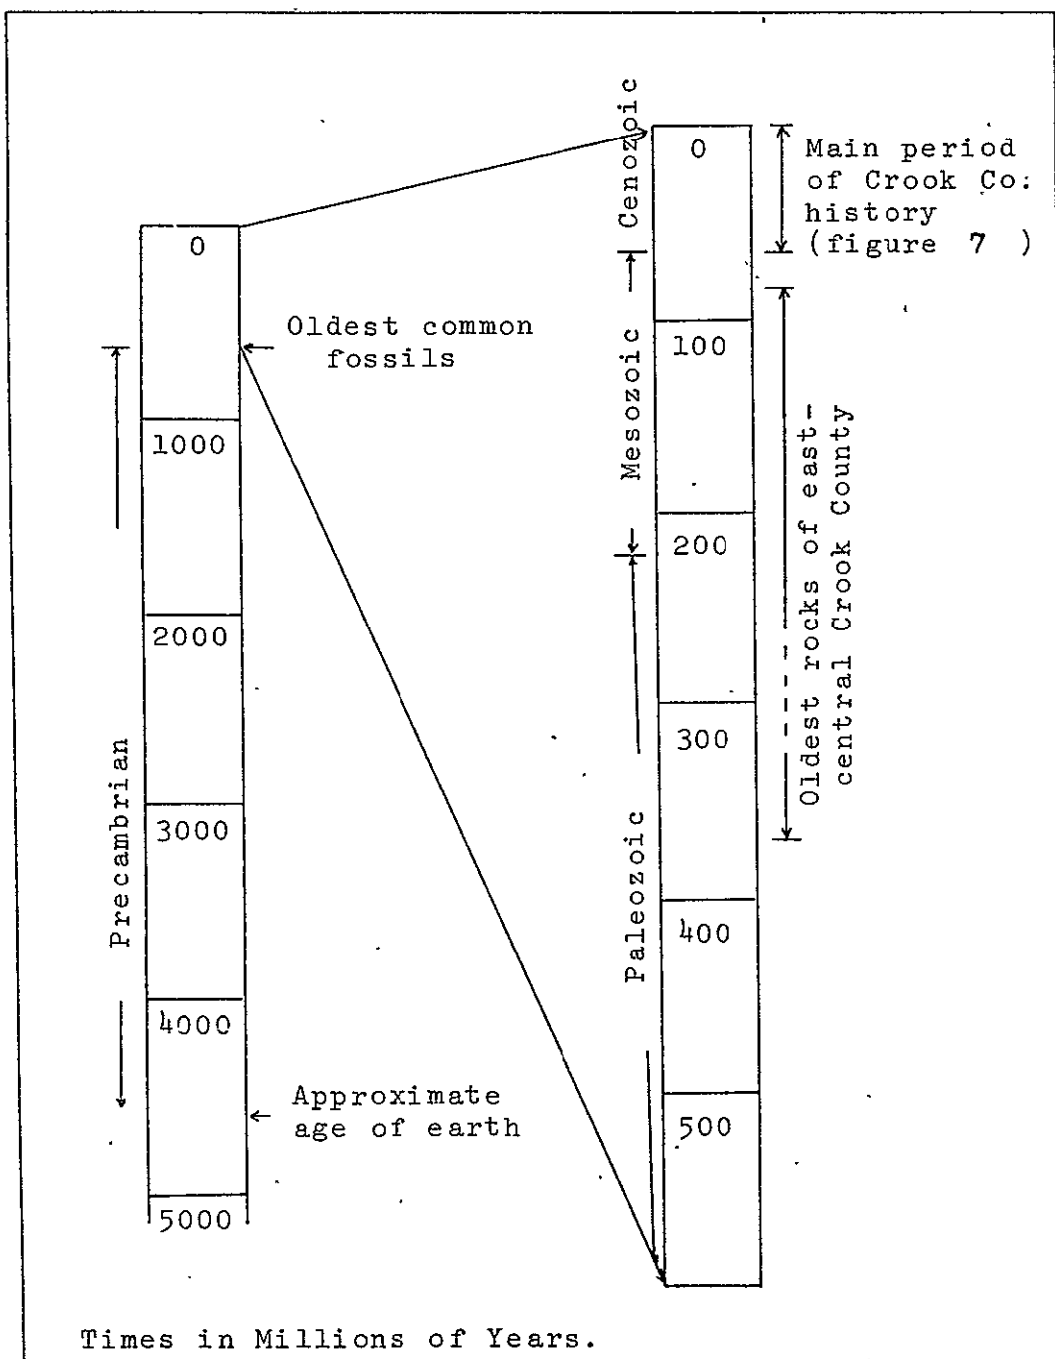 0
Oldest common
fossils
1000
2000
3000
4000
Approximate
age of earth
5000
Precambrian
Cenozoic
Mesozoic
Paleozoic
0
100
200
300
400
500
Main period
of Crook Co.
history
(figure 7 )
Oldest rocks of east-
central Crook County
Times in Millions of Years.